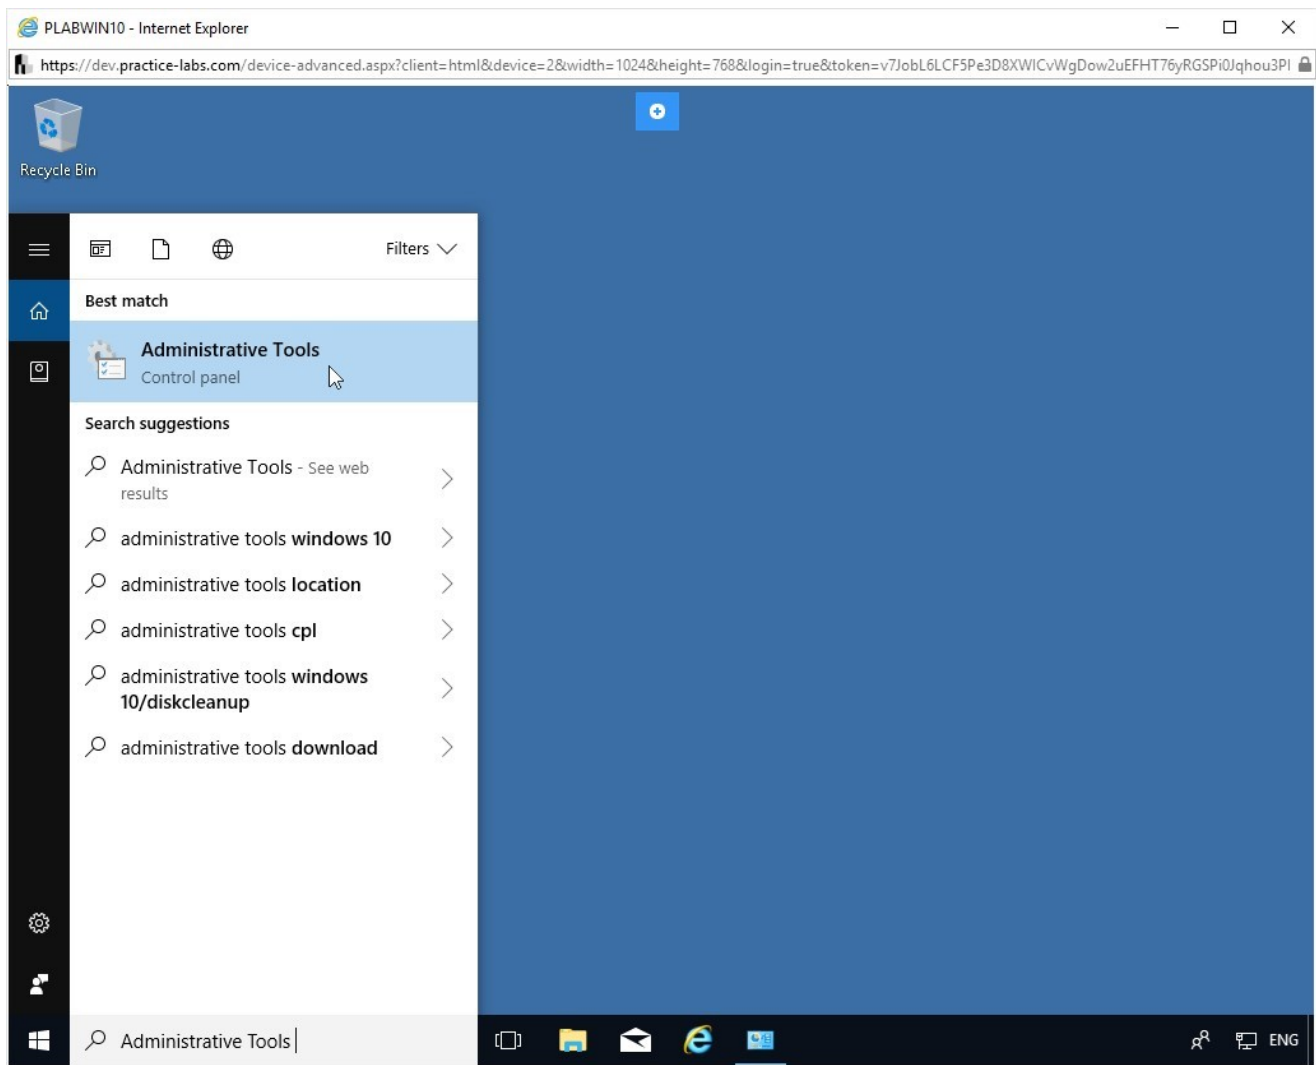 PLABWIN10 - Internet Explorer
https://dev.practice-labs.com/device-advanced.aspx?client=html&device=2&width=1024&height=768&login=true&token=v7JobL6LCF5Pe3D8XWICvWgDow2uEFHT76yRGSPi0Jqhou3Pl
Recycle Bin
Filters
Best match
Administrative Tools
Control panel
Search suggestions
Administrative Tools - See web
results
administrative tools windows 10
administrative tools location
administrative tools cpl
administrative tools windows
10/diskcleanup
administrative tools download
Administrative Tools
ENG